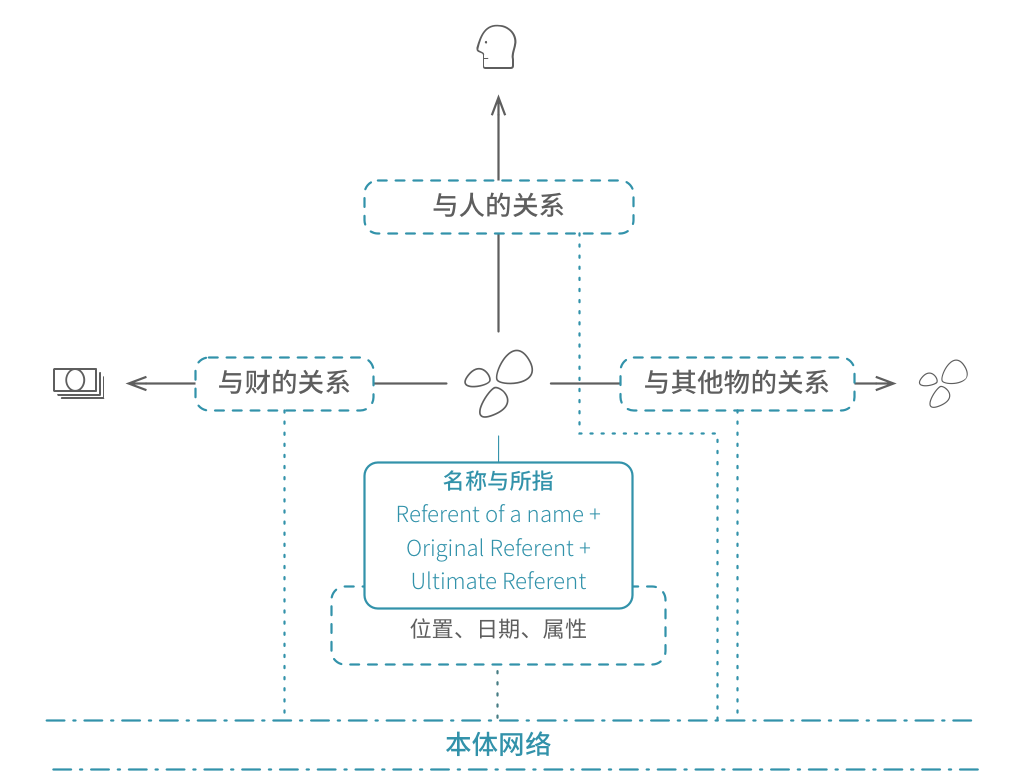 与人的关系
与财的关系
与其他物的关系
名称与所指
Referent of a name +
Original Referent +
Ultimate Referent
位置、日期、属性
本体网络